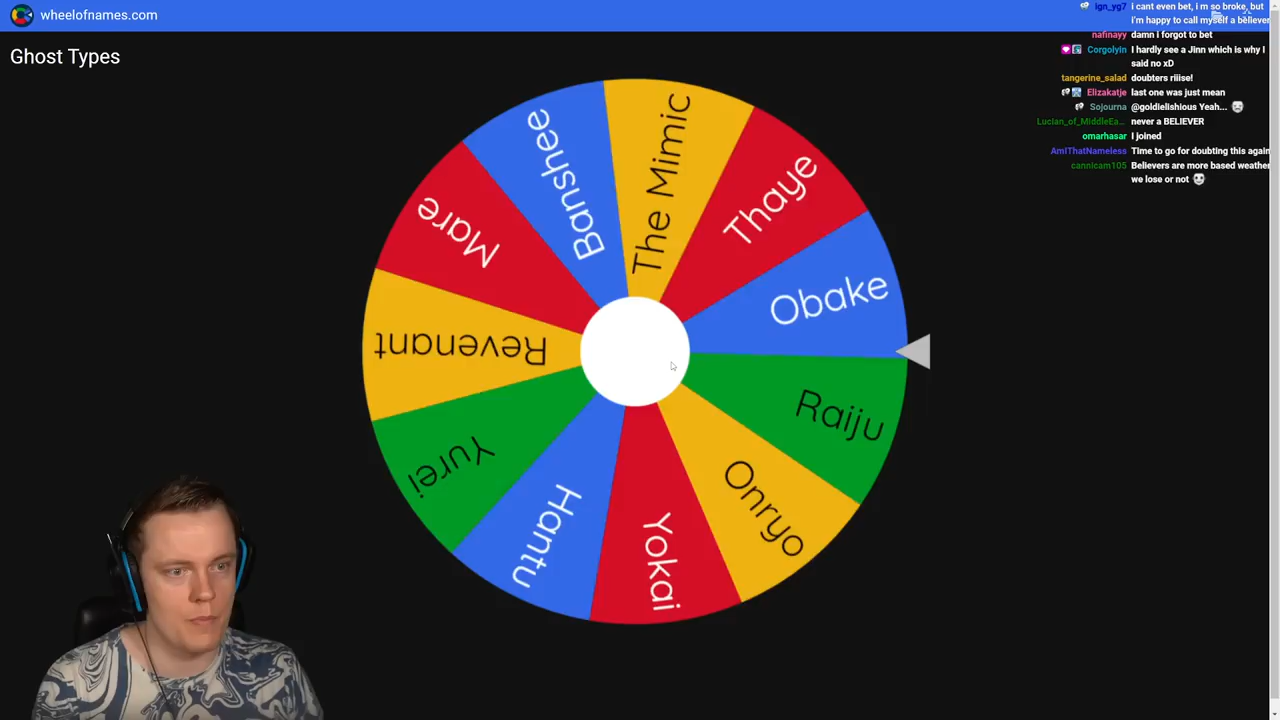 wheelofnames.com
Ghost Types
The Mimic
Thaye
Obake
Raiju
Onryo
Yokai
Hantu
Yurei
Revenant
Mare
Banshee
ign_yg7 i cant even bet, i m so broke, but
i'm happy to call myself a believer
nafinayy damn i forgot to bet
Corgolyin I hardly see a Jinn which is why I
said no xD
tangerine_salad doubters riiise!
Elizakatje last one was just mean
Sojourna @goldielishious Yeah...
Lucian_of_MiddleEa... never a BELIEVER
omarhasar I joined
AmIThatNameless Time to go for doubting this again
cannicam105 Believers are more based weather
we lose or not